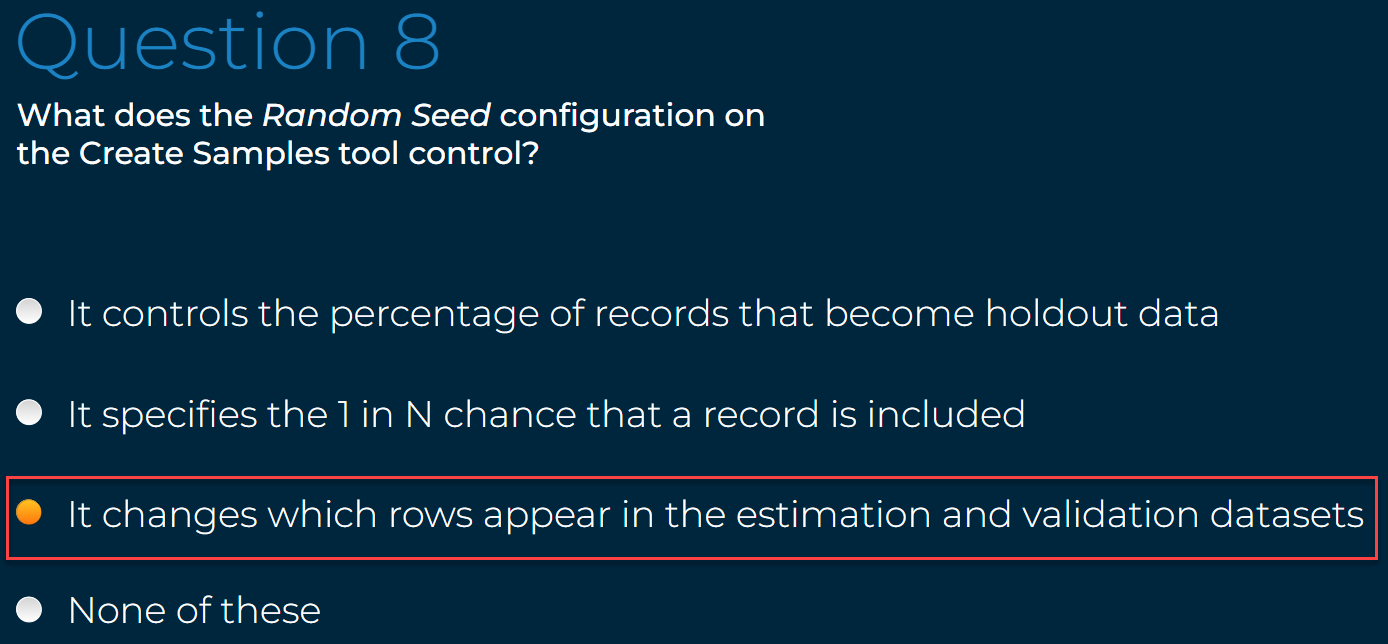 Question 8
What does the Random Seed configuration on
the Create Samples tool control?
It controls the percentage of records that become holdout data
It specifies the 1 in N chance that a record is included
It changes which rows appear in the estimation and validation datasets
None of these